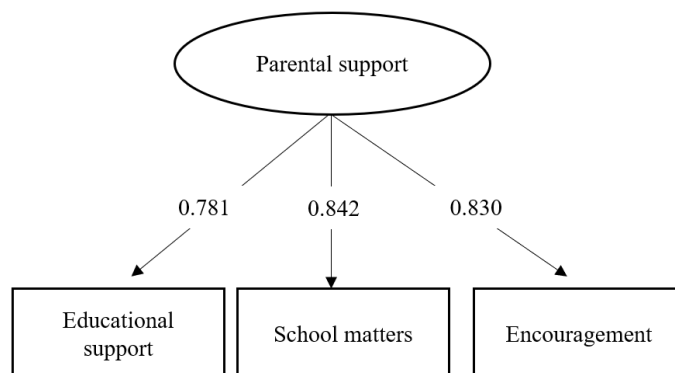 Parental support
0.781 0.842 0.830
Educational
support
School matters
Encouragement